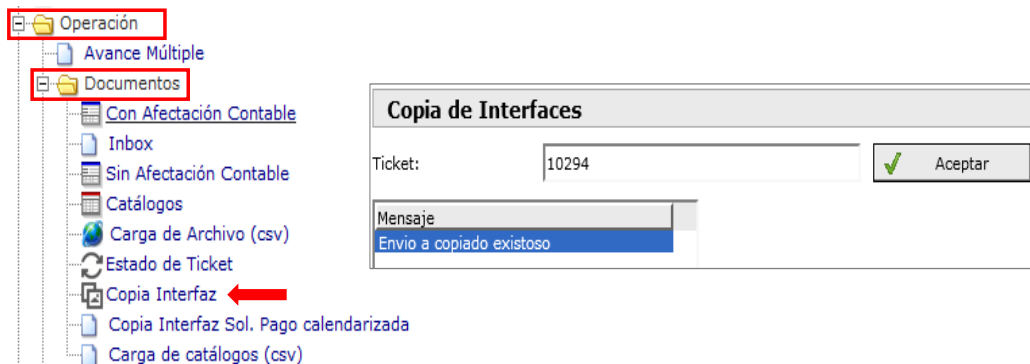 Operación
Avance Múltiple
Documentos
Con Afectación Contable
Inbox
Sin Afectación Contable
Catálogos
Carga de Archivo (csv)
Estado de Ticket
Copia Interfaz
Copia Interfaz Sol. Pago calendarizada
Carga de catálogos (csv)
Copia de Interfaces
Ticket: 10294 Aceptar
Mensaje
Envio a copiado existoso